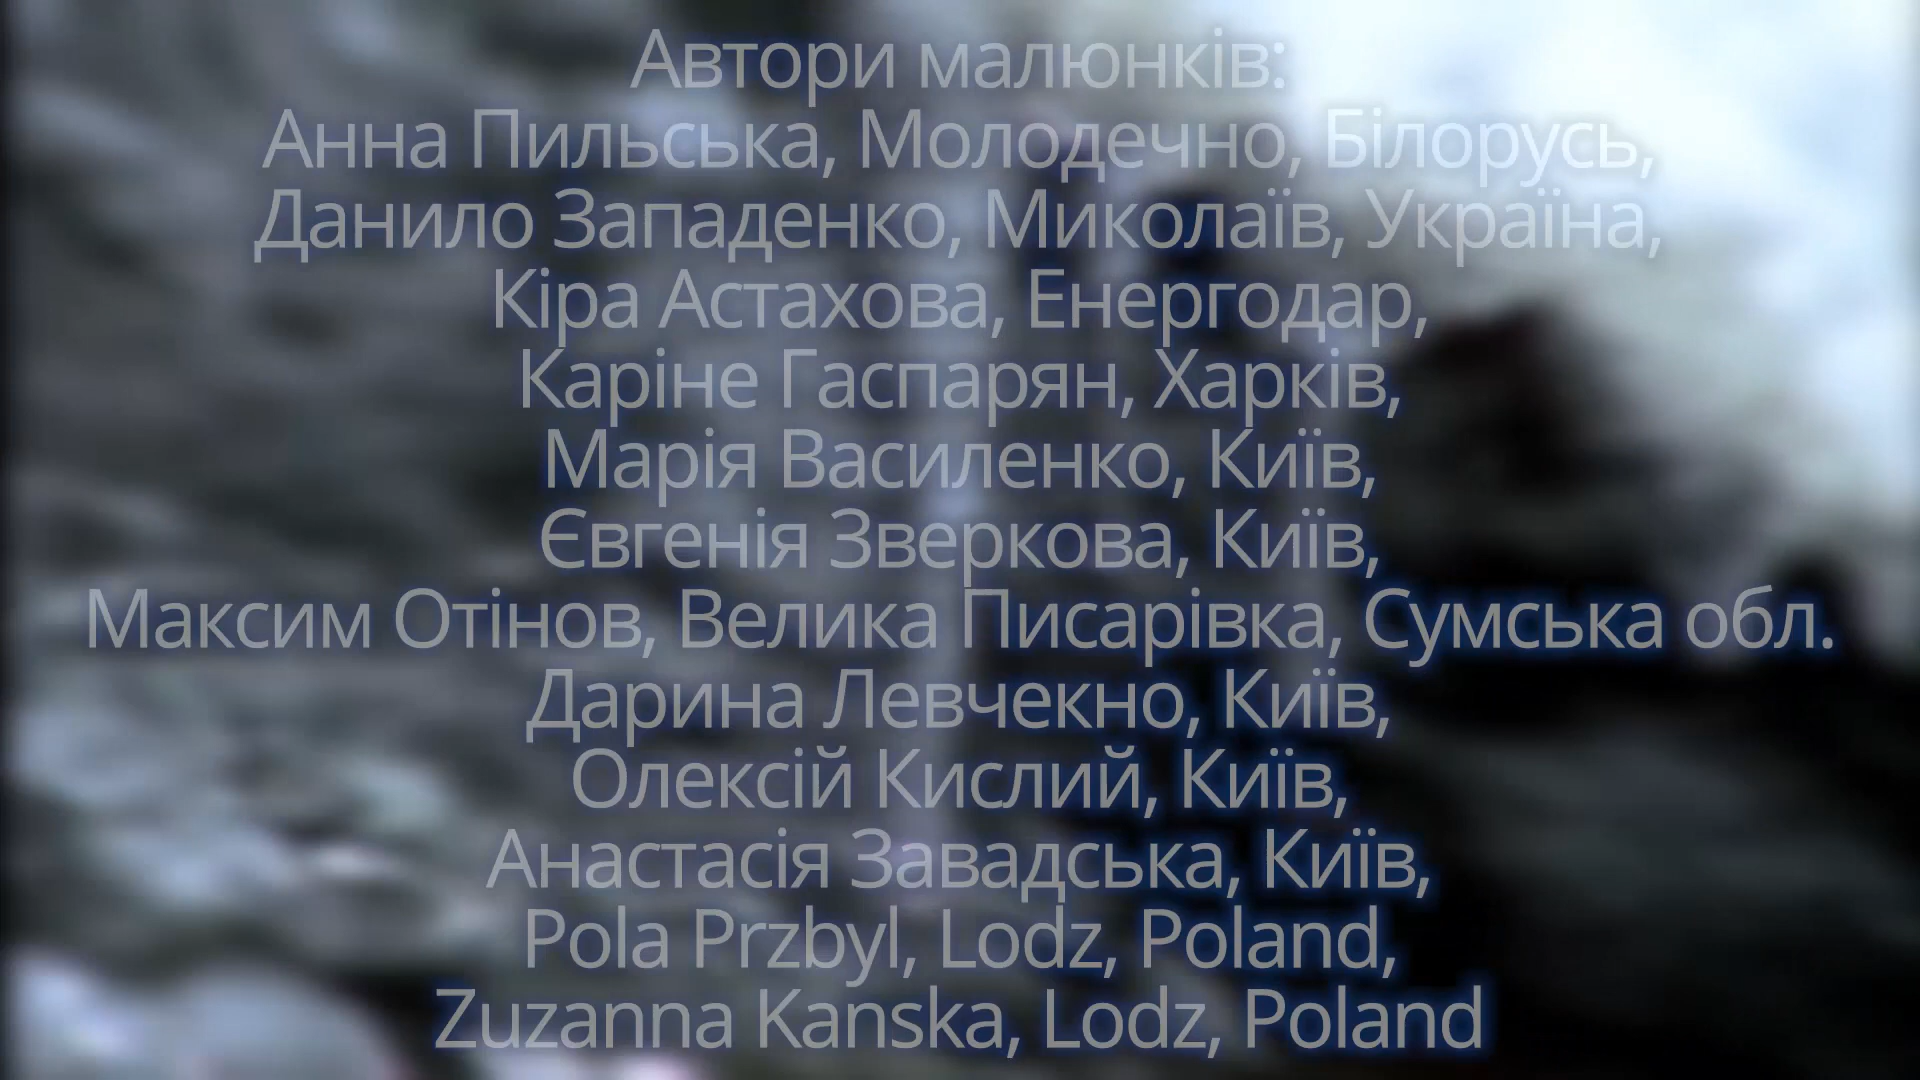 Автори малюнків:
Анна Пильська, Молодечно, Білорусь,
Данило Западенко, Миколаїв, Україна,
Кіра Астахова, Енергодар,
Каріне Гаспарян, Харків,
Марія Василенко, Київ,
Євгенія Зверкова, Київ,
Максим Отінов, Велика Писарівка, Сумська обл.
Дарина Левчекно, Київ,
Олексій Кислий, Київ,
Анастасія Завадська, Київ,
Pola Przbyl, Lodz, Poland,
Zuzanna Kanska, Lodz, Poland